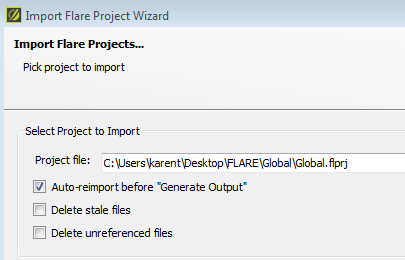 Import Flare Project Wizard
Import Flare Projects...
Pick project to import
Select Project to Import
Project file: C:\Users\karent\Desktop\FLARE\Global\Global.flprj
Auto-reimport before "Generate Output"
Delete stale files
Delete unreferenced files